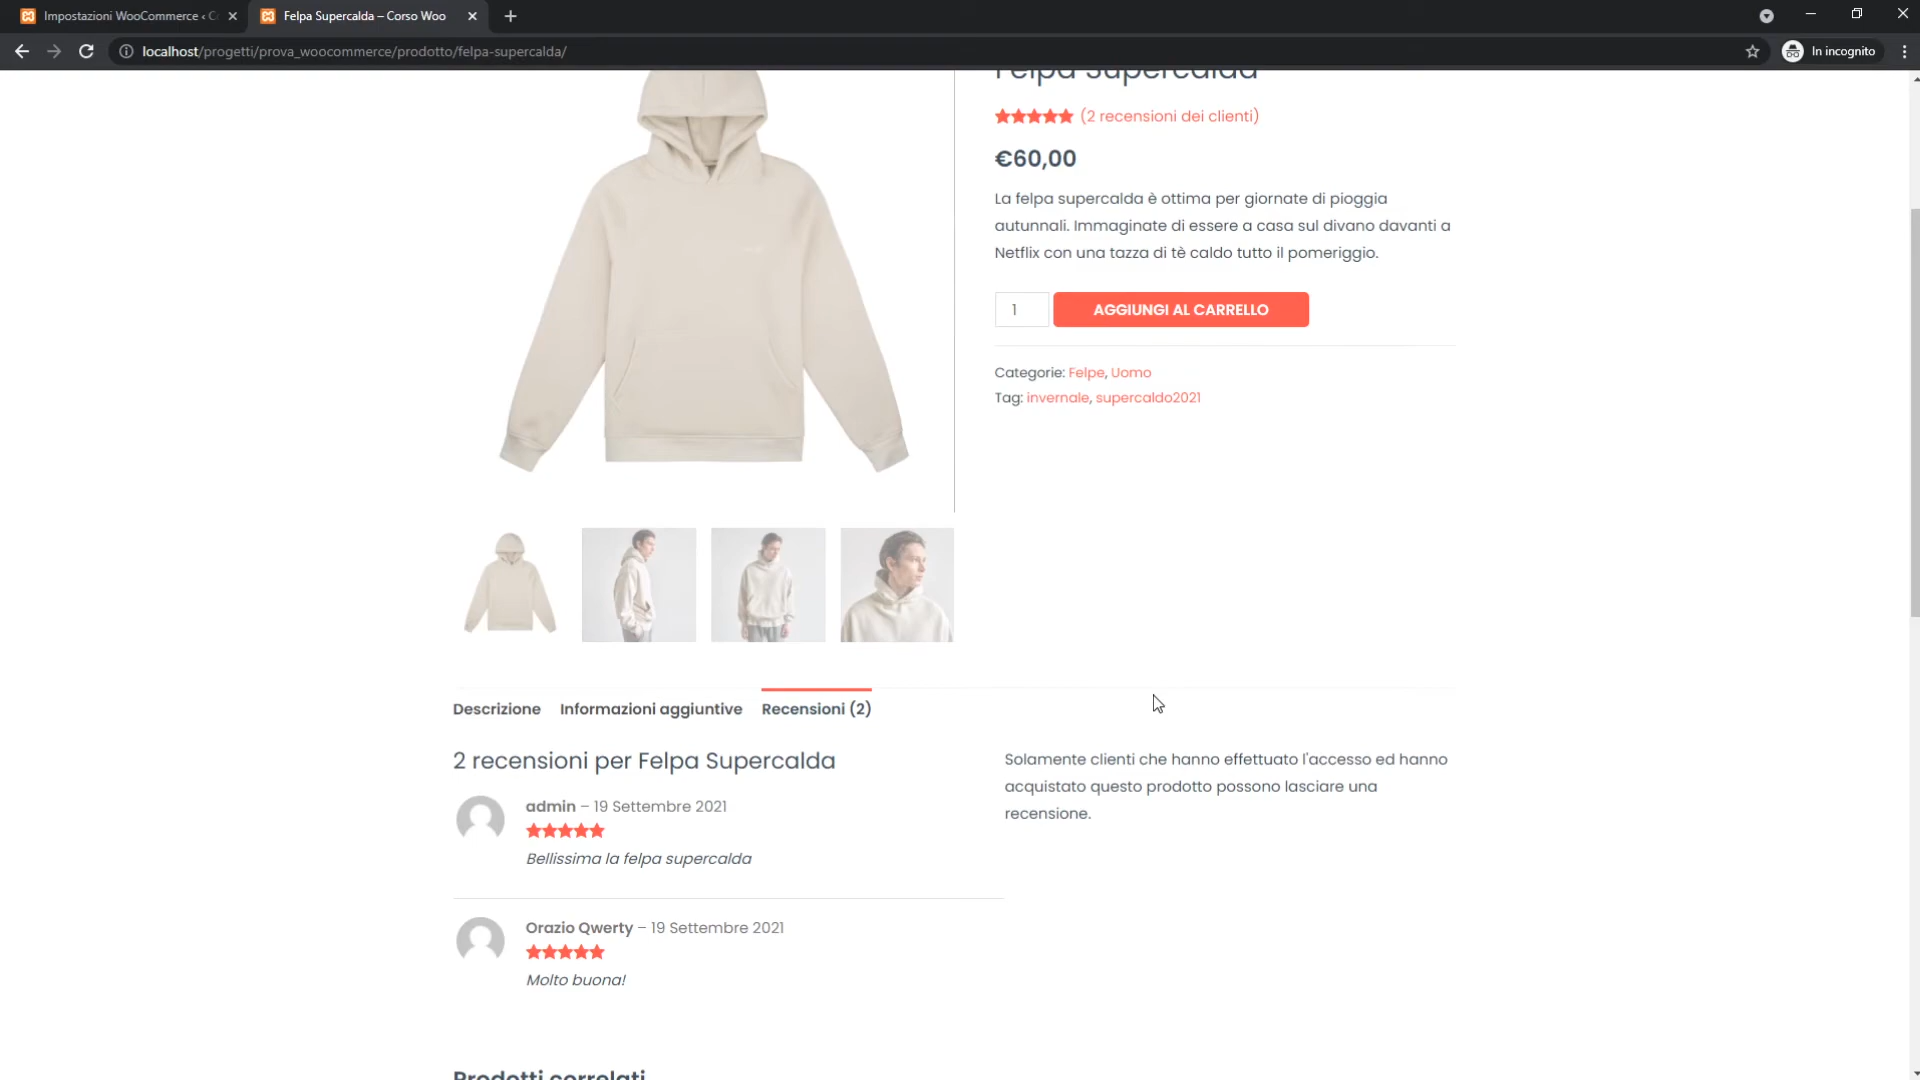 Impostazioni WooCommerce ‹ C
Felpa Supercalda – Corso Woo
localhost/progetti/prova_woocommerce/prodotto/felpa-supercalda/
In incognito
Felpa Supercalda
(2 recensioni dei clienti)
€60,00
La felpa supercalda è ottima per giornate di pioggia
autunnali. Immaginate di essere a casa sul divano davanti a
Netflix con una tazza di tè caldo tutto il pomeriggio.
1
AGGIUNGI AL CARRELLO
Categorie: Felpe, Uomo
Tag: invernale, supercaldo2021
Descrizione
Informazioni aggiuntive
Recensioni (2)
2 recensioni per Felpa Supercalda
admin – 19 Settembre 2021
Bellissima la felpa supercalda
Orazio Qwerty – 19 Settembre 2021
Molto buona!
Solamente clienti che hanno effettuato l'accesso ed hanno
acquistato questo prodotto possono lasciare una
recensione.
Prodotti correlati